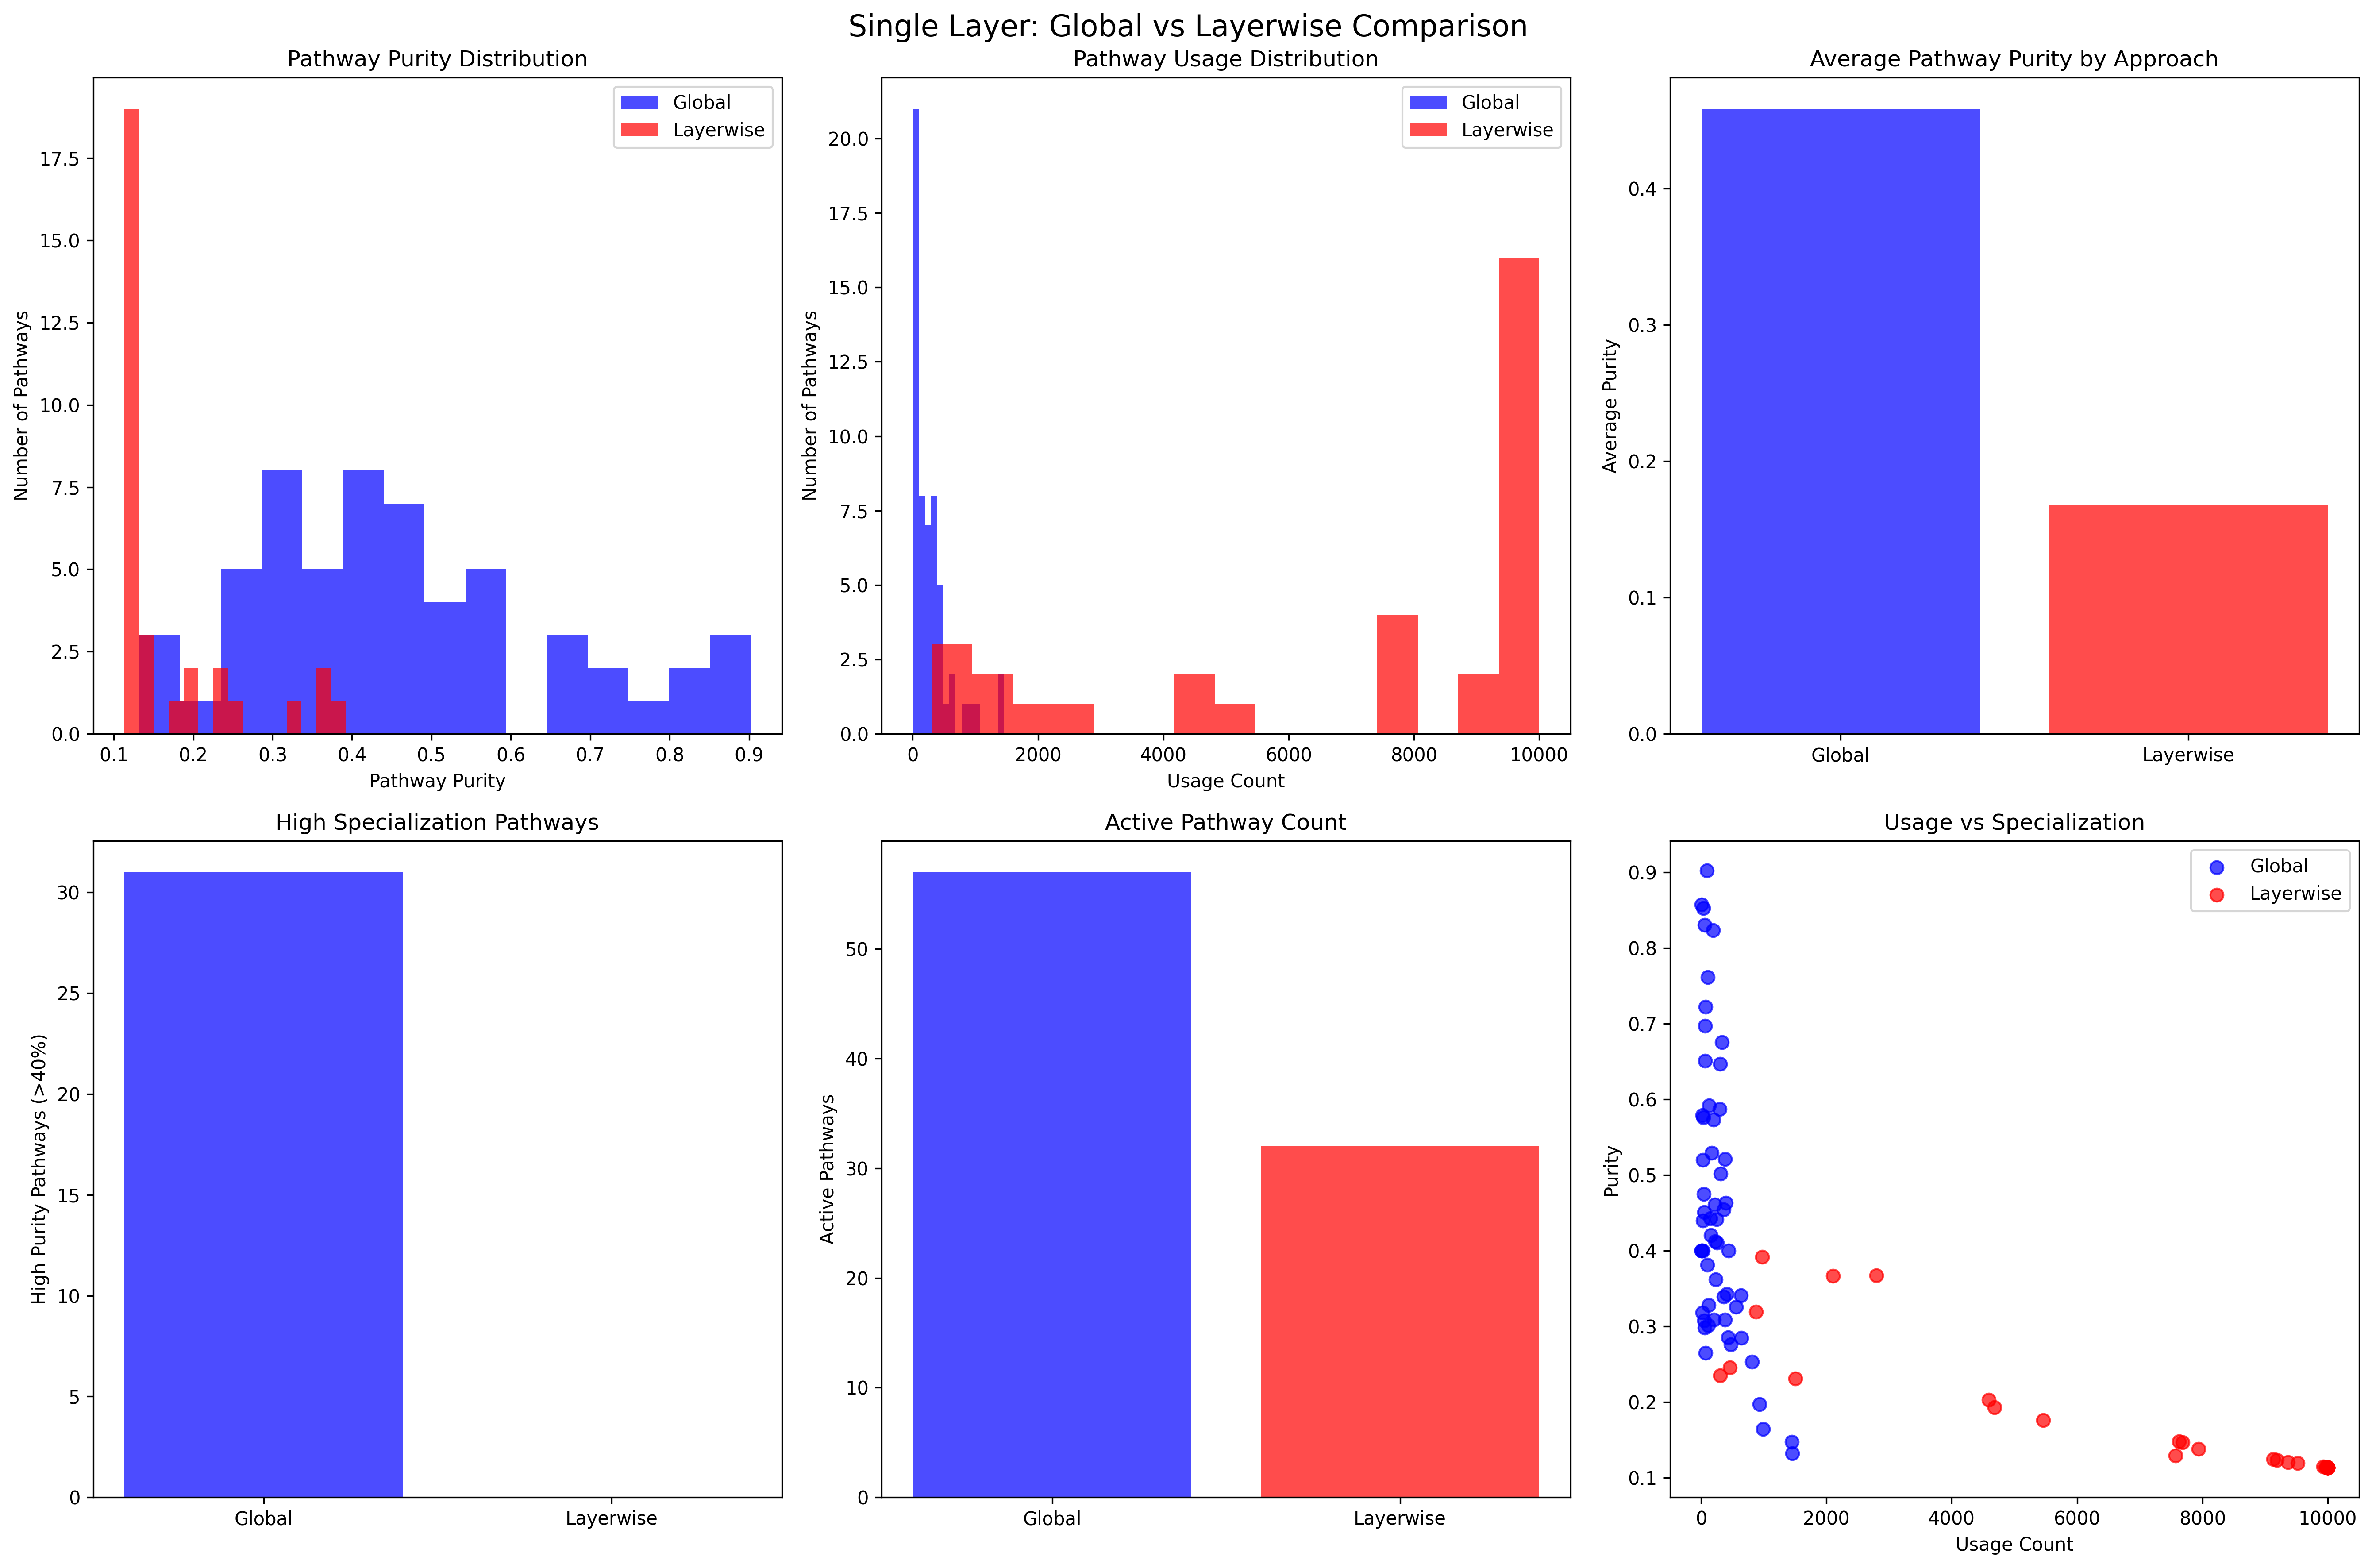 Single Layer: Global vs Layerwise Comparison
Pathway Purity Distribution
Global
Layerwise
Number of Pathways
17.5
15.0
12.5
10.0
7.5
5.0
2.5
0.0
0.1 0.2 0.3 0.4 0.5 0.6 0.7 0.8 0.9
Pathway Purity
Pathway Usage Distribution
Global
Layerwise
Number of Pathways
20.0
17.5
15.0
12.5
10.0
7.5
5.0
2.5
0.0
0 2000 4000 6000 8000 10000
Usage Count
Average Pathway Purity by Approach
Average Purity
0.4
0.3
0.2
0.1
0.0
Global Layerwise
High Specialization Pathways
High Purity Pathways (>40%)
30
25
20
15
10
5
0
Global Layerwise
Active Pathway Count
Active Pathways
50
40
30
20
10
0
Global Layerwise
Usage vs Specialization
Global
Layerwise
Purity
0.9
0.8
0.7
0.6
0.5
0.4
0.3
0.2
0.1
0 2000 4000 6000 8000 10000
Usage Count